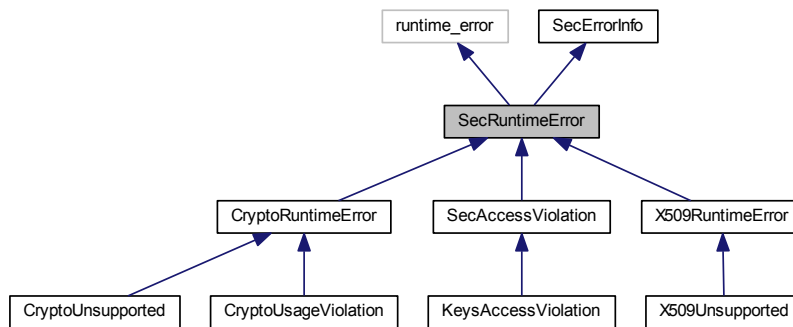 runtime_error SecErrorInfo
SecRuntimeError
CryptoRuntimeError SecAccessViolation X509RuntimeError
CryptoUnsupported CryptoUsageViolation KeysAccessViolation X509Unsupported